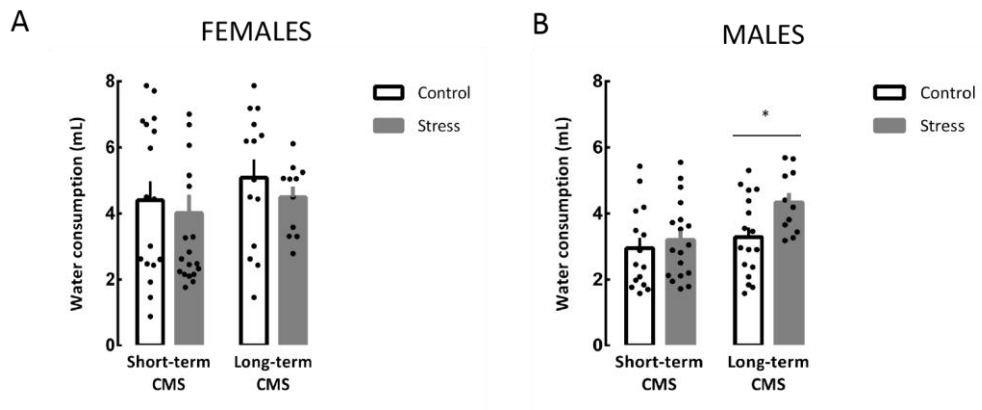 A
FEMALES
Water consumption (mL)
8
6
4
2
0
Short-term
CMS
Long-term
CMS
Control
Stress
B
MALES
Water consumption (mL)
8
6
4
2
0
*
Short-term
CMS
Long-term
CMS
Control
Stress